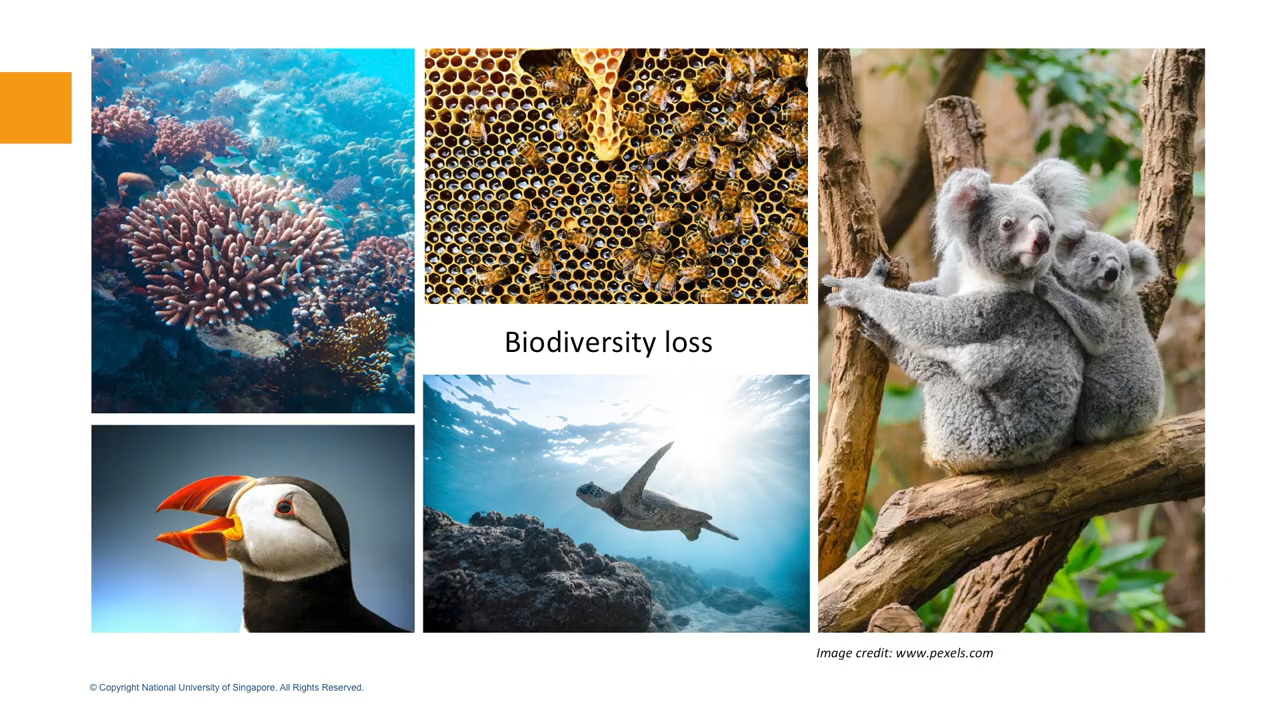 Biodiversity loss
Image credit: www.pexels.com
© Copyright National University of Singapore. All Rights Reserved.